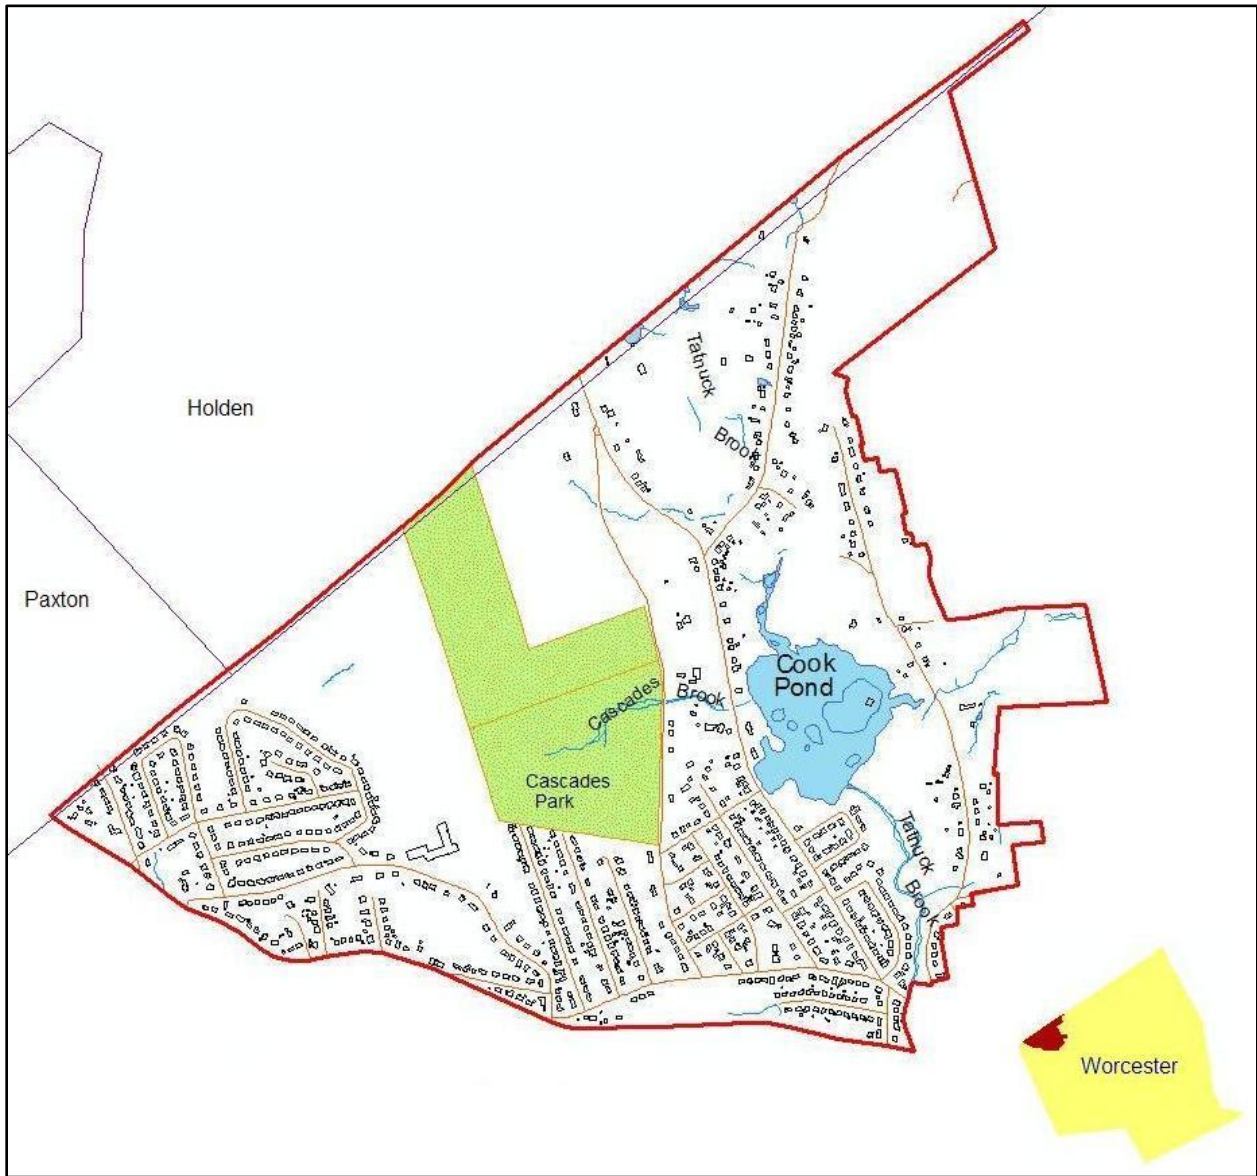 Tatnuck
Brook
Holden
Paxton
Cook
Pond
Cascades
Brook
Cascades
Park
Tatnuck
Brook
Worcester